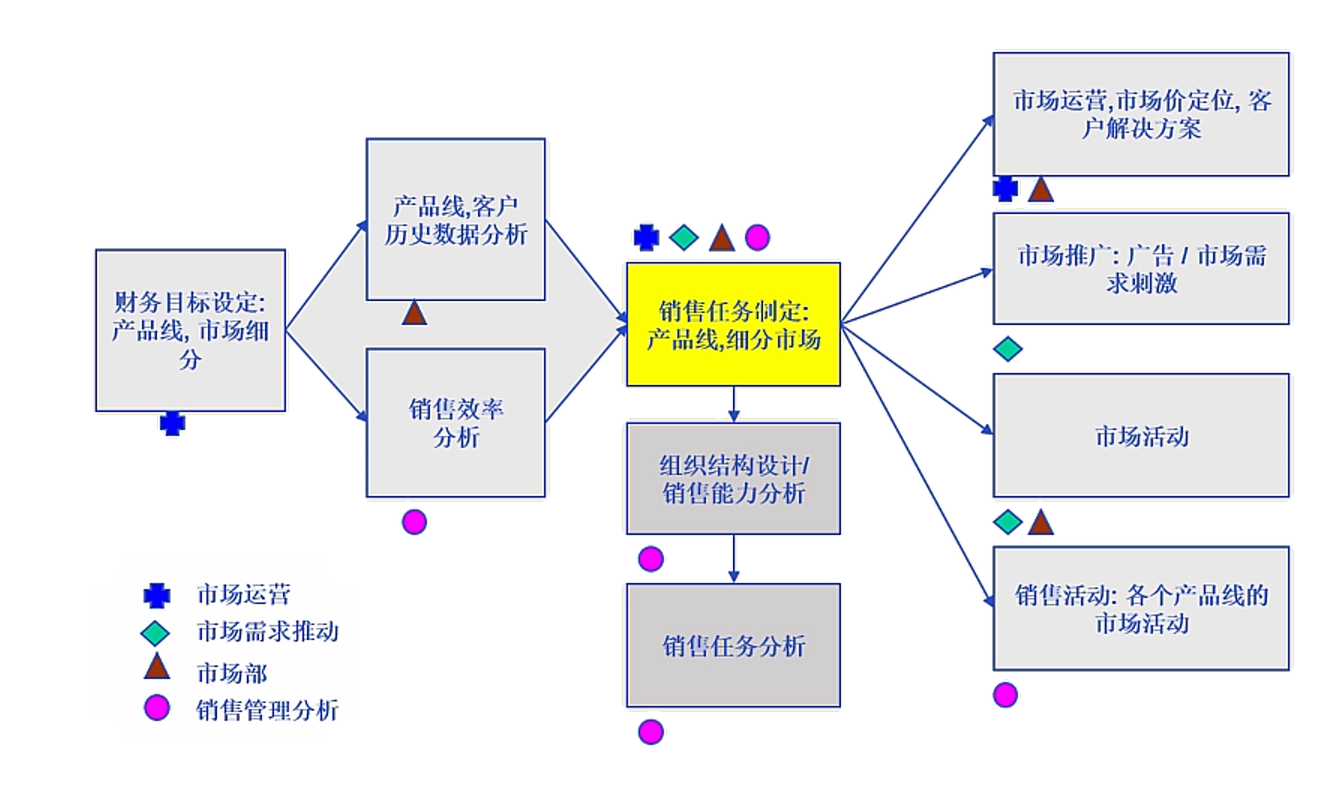 财务目标设定:
产品线, 市场细
分
产品线,客户
历史数据分析
销售效率
分析
销售任务制定:
产品线,细分市场
组织结构设计/
销售能力分析
销售任务分析
市场运营,市场价定位, 客
户解决方案
市场推广: 广告 / 市场需
求刺激
市场活动
销售活动: 各个产品线的
市场活动
市场运营
市场需求推动
市场部
销售管理分析